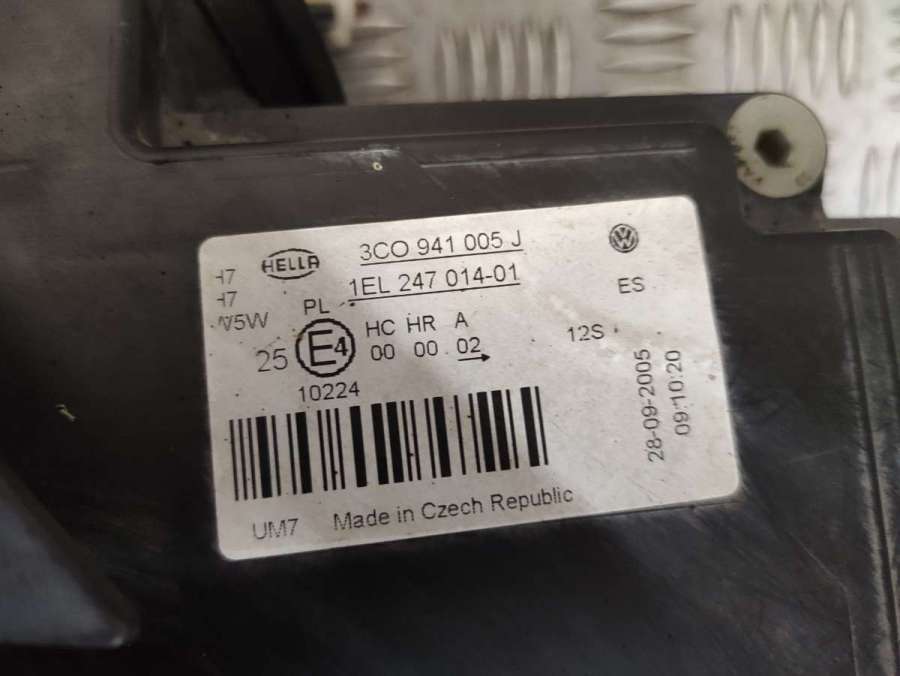 H7 HELLA 3CO 941 005 J
H7 1EL 247 014-01 ES
W5W PL HC HR A 12S
25 E4 00 00 02
10224
28-09-2005
09:10:20
UM7 Made in Czech Republic